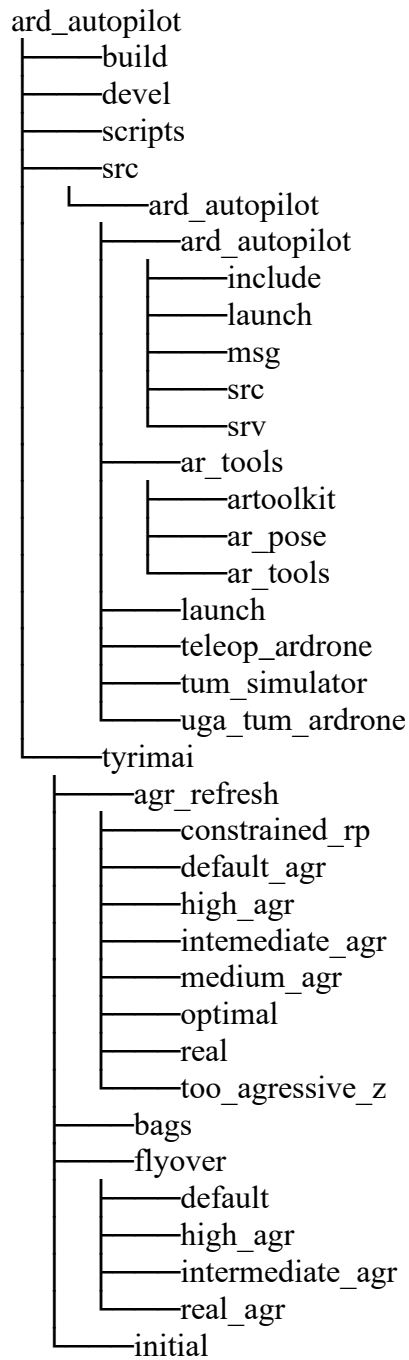 ard_autopilot
build
devel
scripts
src
ard_autopilot
ard_autopilot
include
launch
msg
src
srv
ar_tools
artoolkit
ar_pose
ar_tools
launch
teleop_ardrone
tum_simulator
uga_tum_ardrone
tyrimai
agr_refresh
constrained_rp
default_agr
high_agr
intemediate_agr
medium_agr
optimal
real
too_agressive_z
bags
flyover
default
high_agr
intermediate_agr
real_agr
initial